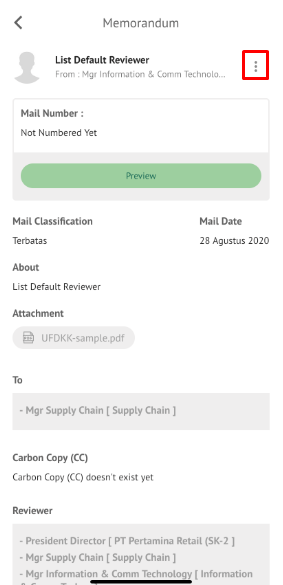 Memorandum
List Default Reviewer
From : Mgr Information & Comm Technolo...
Mail Number :
Not Numbered Yet
Preview
Mail Classification
Mail Date
Terbatas
28 Agustus 2020
About
List Default Reviewer
Attachment
UFDKK-sample.pdf
To
- Mgr Supply Chain [ Supply Chain ]
Carbon Copy (CC)
Carbon Copy (CC) doesn't exist yet
Reviewer
- President Director [ PT Pertamina Retail (SK-2 ]
- Mgr Supply Chain [ Supply Chain ]
- Mgr Information & Comm Technology [ Information